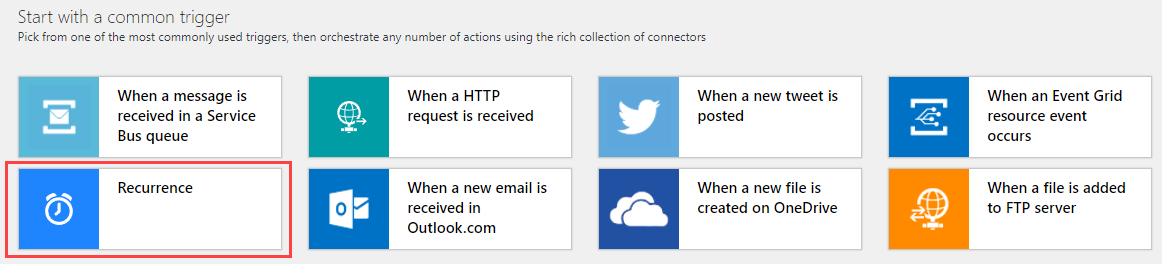 Start with a common trigger
Pick from one of the most commonly used triggers, then orchestrate any number of actions using the rich collection of connectors
When a message is
received in a Service
Bus queue
When a HTTP
request is received
When a new tweet is
posted
When an Event Grid
resource event
occurs
Recurrence
When a new email is
received in
Outlook.com
When a new file is
created on OneDrive
When a file is added
to FTP server